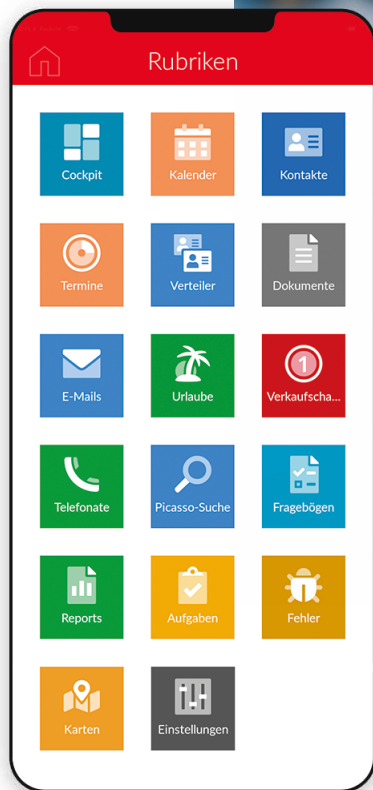 Rubriken
Cockpit
Kalender
Kontakte
Termine
Verteiler
Dokumente
E-Mails
Urlaube
1
Verkaufscha...
Telefonate
Picasso-Suche
Fragebögen
Reports
Aufgaben
Fehler
Karten
Einstellungen